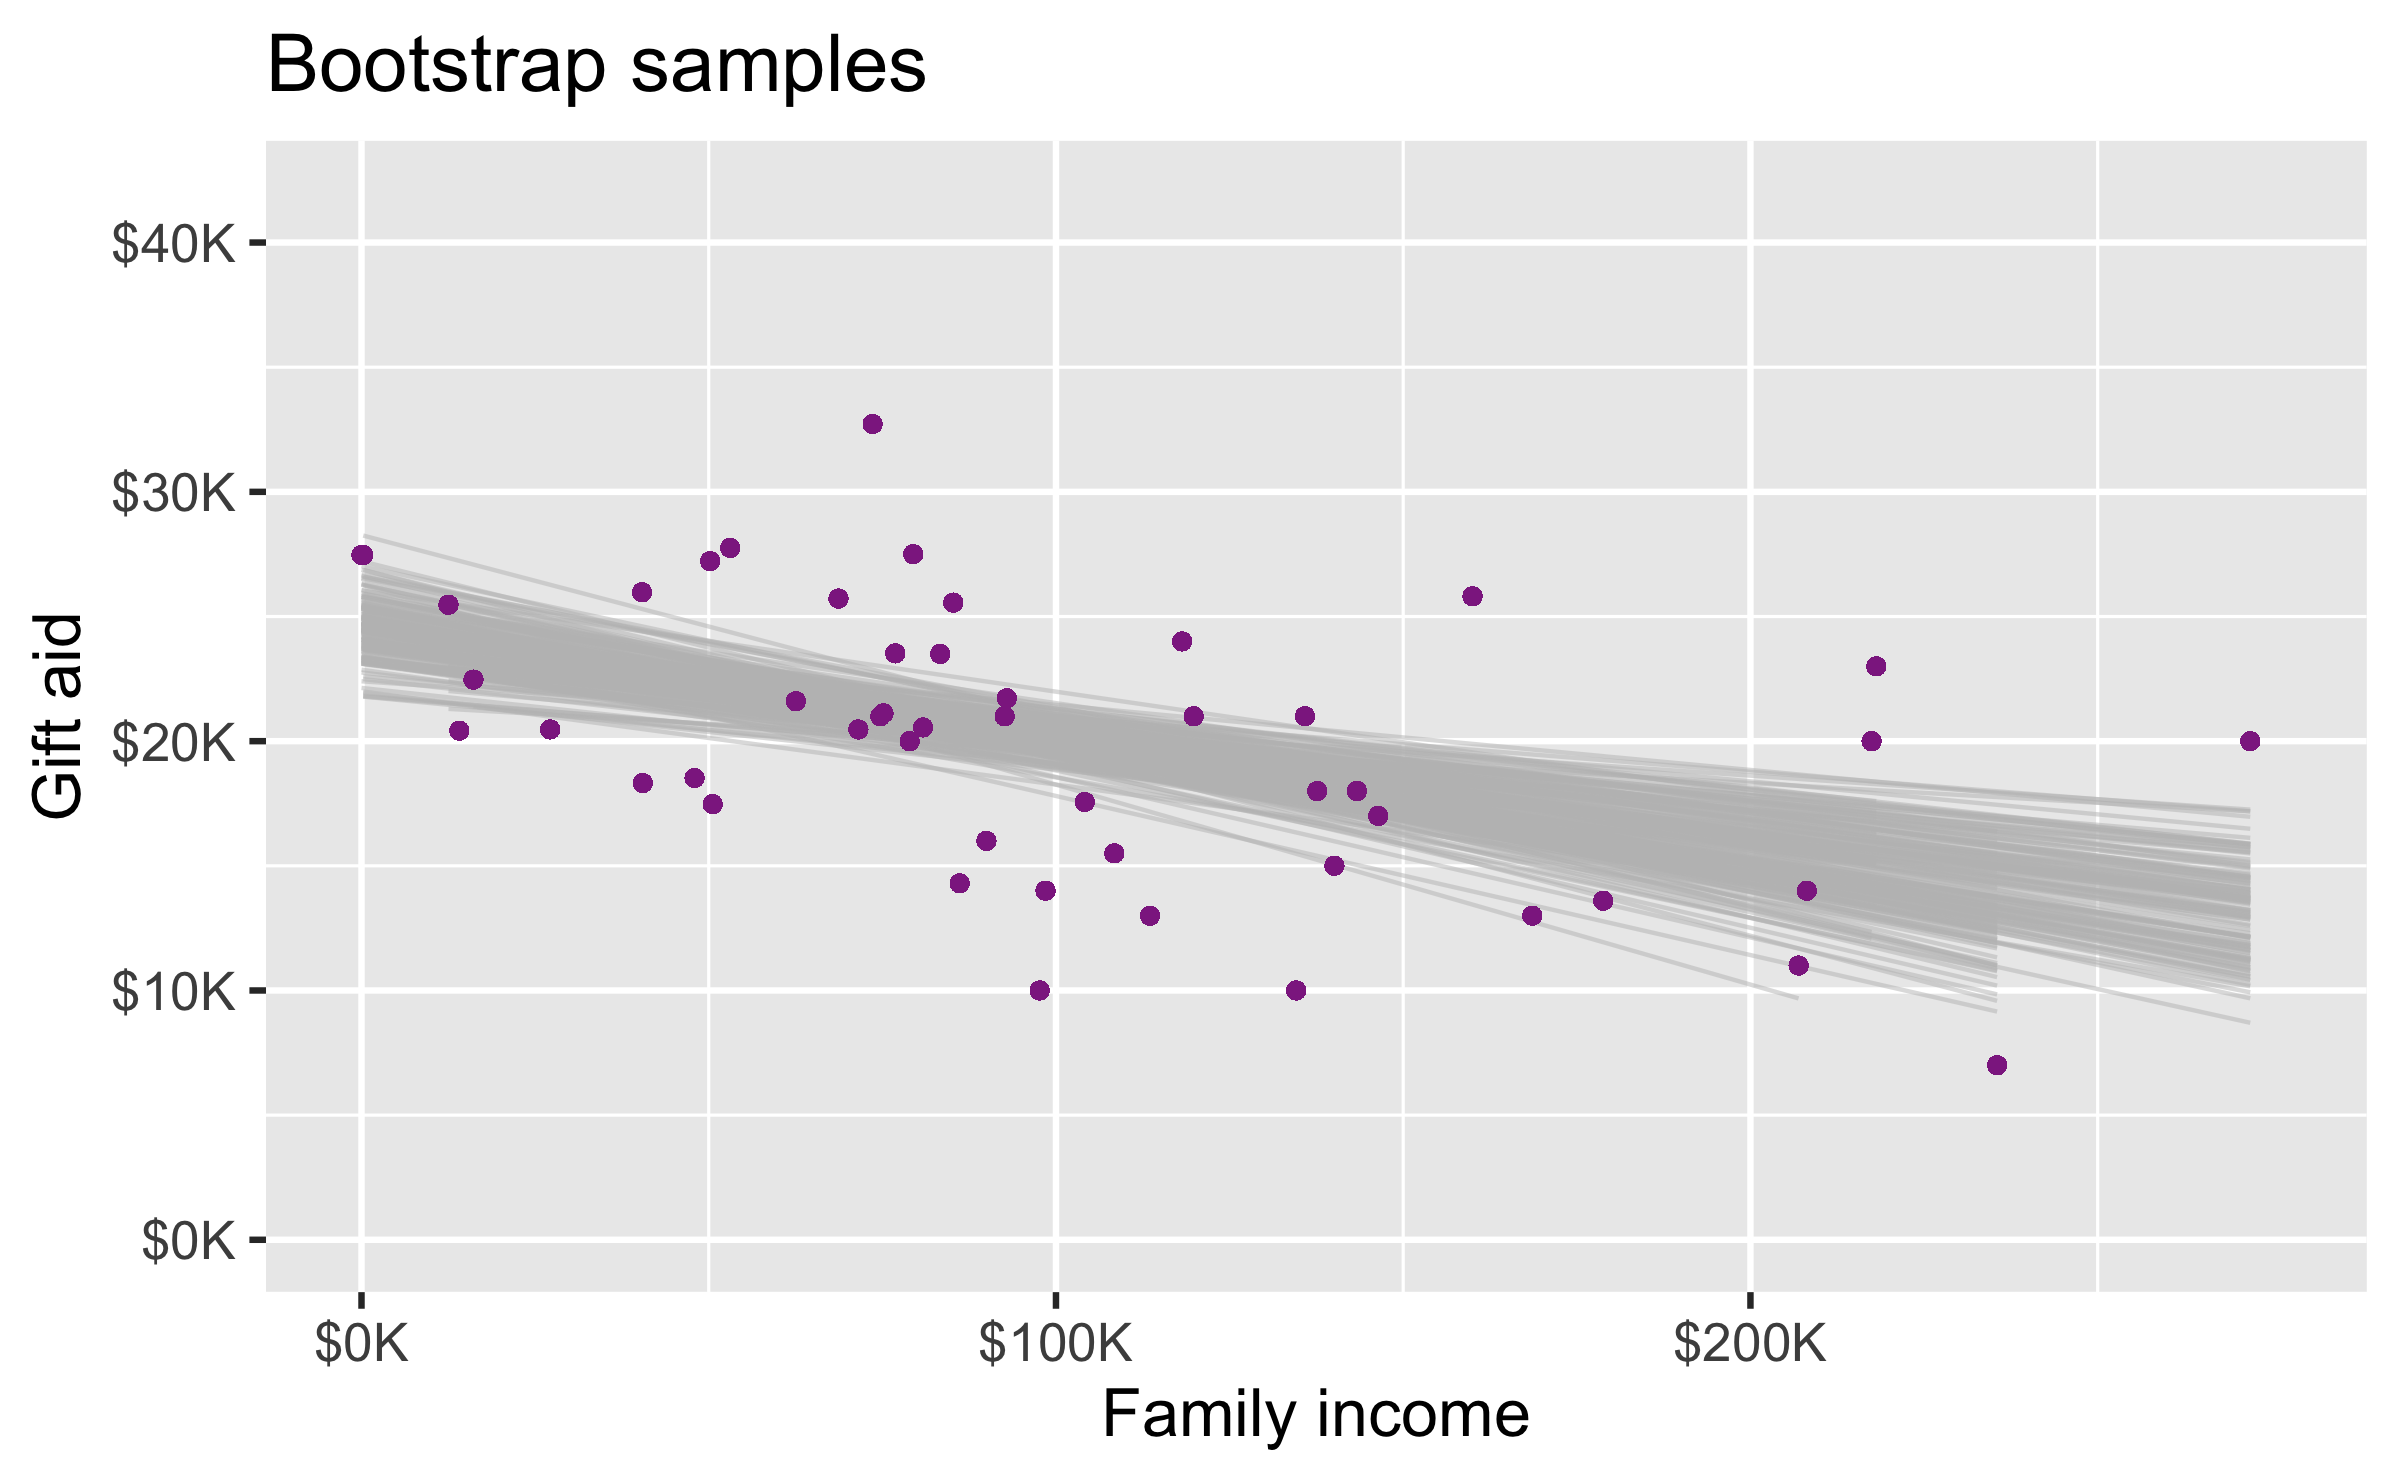 Bootstrap samples
$40K
$30K
$20K
$10K
$0K
Gift aid
$0K
$100K
$200K
Family income